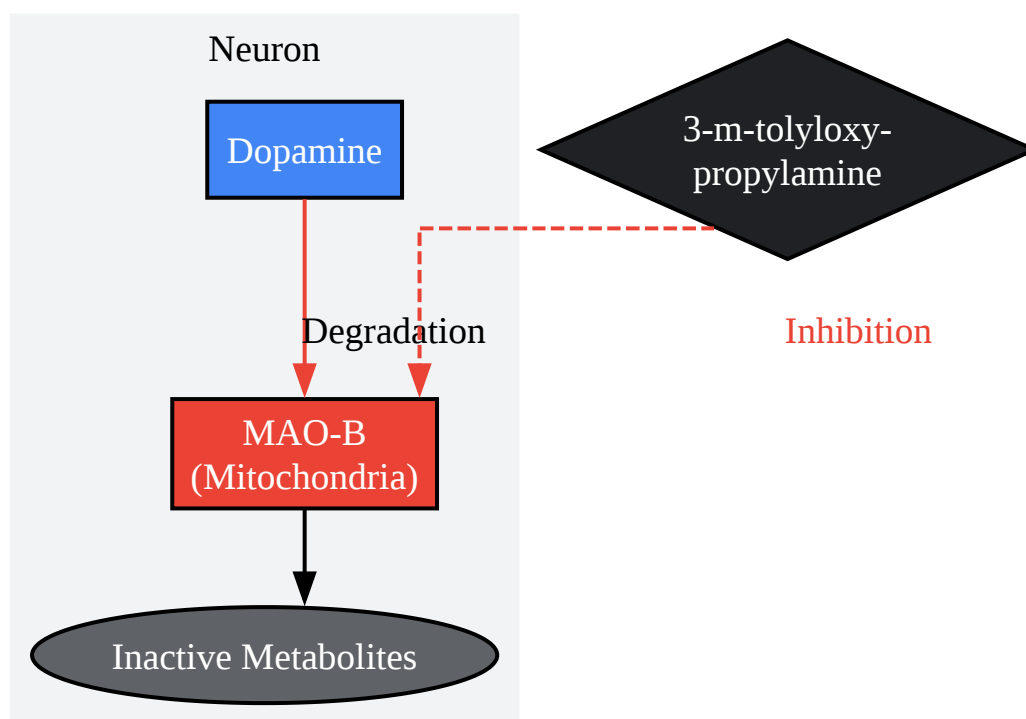 Neuron
Dopamine
3-m-tolyloxy-
propylamine
Degradation
Inhibition
MAO-B
(Mitochondria)
Inactive Metabolites